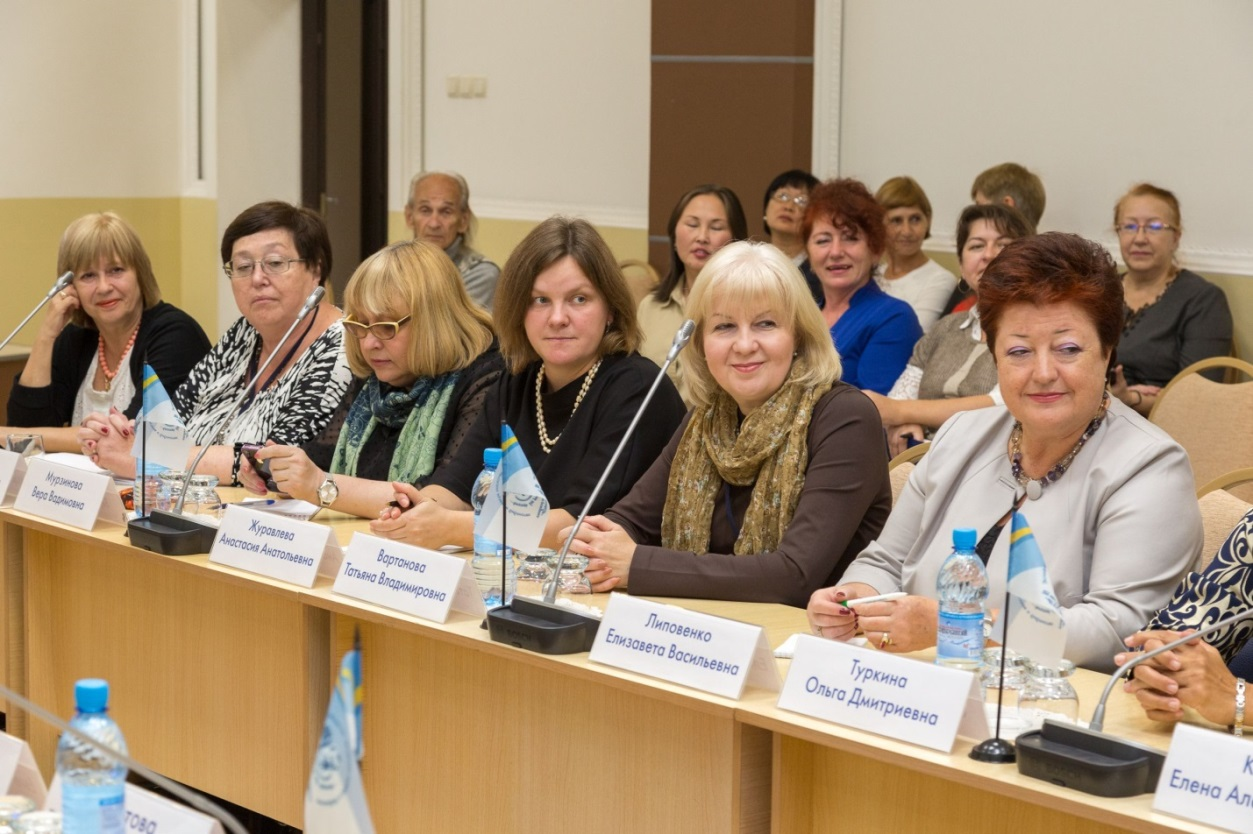 Мурзинова
Вера Вадимовна
Журавлева
Анастасия Анатольевна
Вартанова
Татьяна Владимировна
Липовенко
Елизавета Васильевна
Туркина
Ольга Дмитриевна
Елена